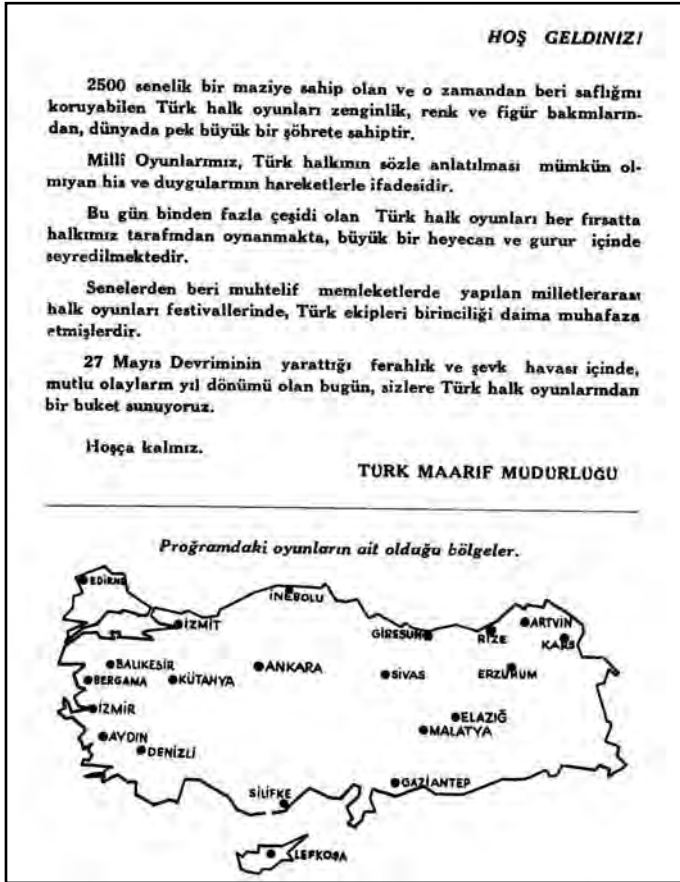 HOŞ GELDINIZ!
2500 senelik bir maziye sahip olan ve o zamandan beri saflığını
koruyabilen Türk halk oyunları zenginlik, renk ve figür bakımların-
dan, dünyada pek büyük bir şöhrete sahiptir.
Millî Oyunlarımız, Türk halkının sözle anlatılması mümkün ol-
mıyan his ve duygularının hareketlerle ifadesidir.
Bu gün binden fazla çeşidi olan Türk halk oyunları her fırsatta
halkımız tarafından oynanmakta, büyük bir heyecan ve gurur içinde
seyredilmektedir.
Senelerden beri muhtelif memleketlerde yapılan milletlerarası
halk oyunları festivallerinde, Türk ekipleri birinciliği daima muhafaza
etmişlerdir.
27 Mayıs Devriminin yarattığı ferahlık ve şevk havası içinde,
mutlu olayların yıl dönümü olan bugün, sizlere Türk halk oyunlarından
bir buket sunuyoruz.
Hoşça kalınız.
TÜRK MAARİF MÜDÜRLÜĞÜ
Proğramdaki oyunların ait olduğu bölgeler.
EDİRNE
İNEBOLU
İZMİT
GİRESUN
RİZE
ARTVİN
KARS
BALIKESİR
ANKARA
BERGAMA
KÜTAHYA
SİVAS
ERZURUM
İZMİR
ELAZIĞ
MALATYA
AYDIN
DENİZLİ
GAZİANTEP
SİLİFKE
LEFKOŞA